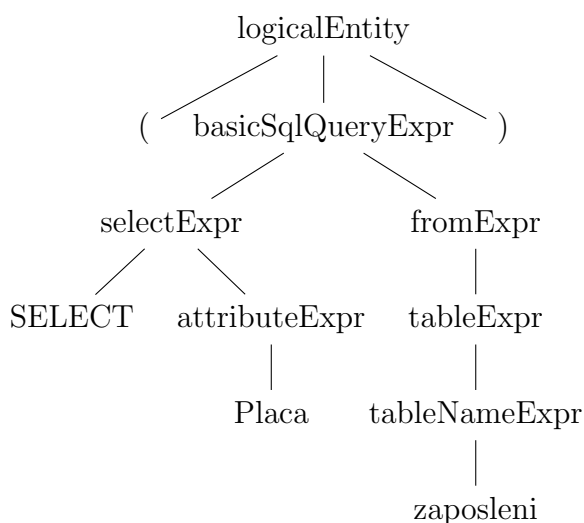 logicalEntity
( basicSqlQueryExpr )
selectExpr fromExpr
SELECT attributeExpr tableExpr
Placa tableNameExpr
zaposleni